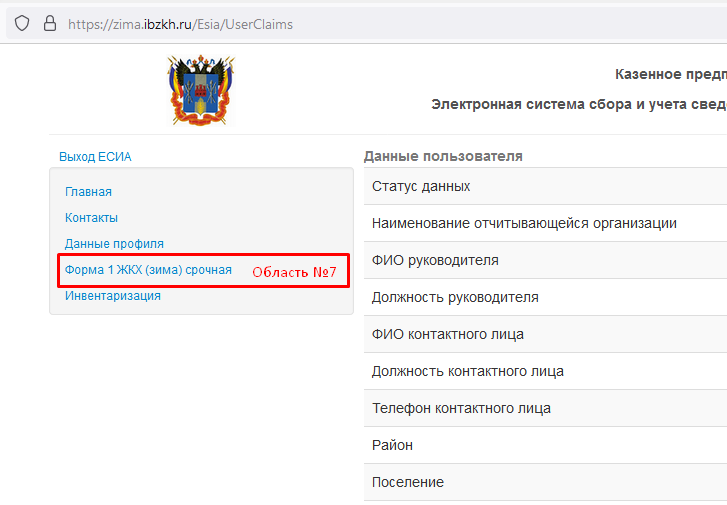 https://zima.ibzkh.ru/Esia/UserClaims
Казенное предп
Электронная система сбора и учета свед
Выход ЕСИА
Главная
Контакты
Данные профиля
Форма 1 ЖКХ (зима) срочная
Область №7
Инвентаризация
Данные пользователя
Статус данных
Наименование отчитывающейся организации
ФИО руководителя
Должность руководителя
ФИО контактного лица
Должность контактного лица
Телефон контактного лица
Район
Поселение